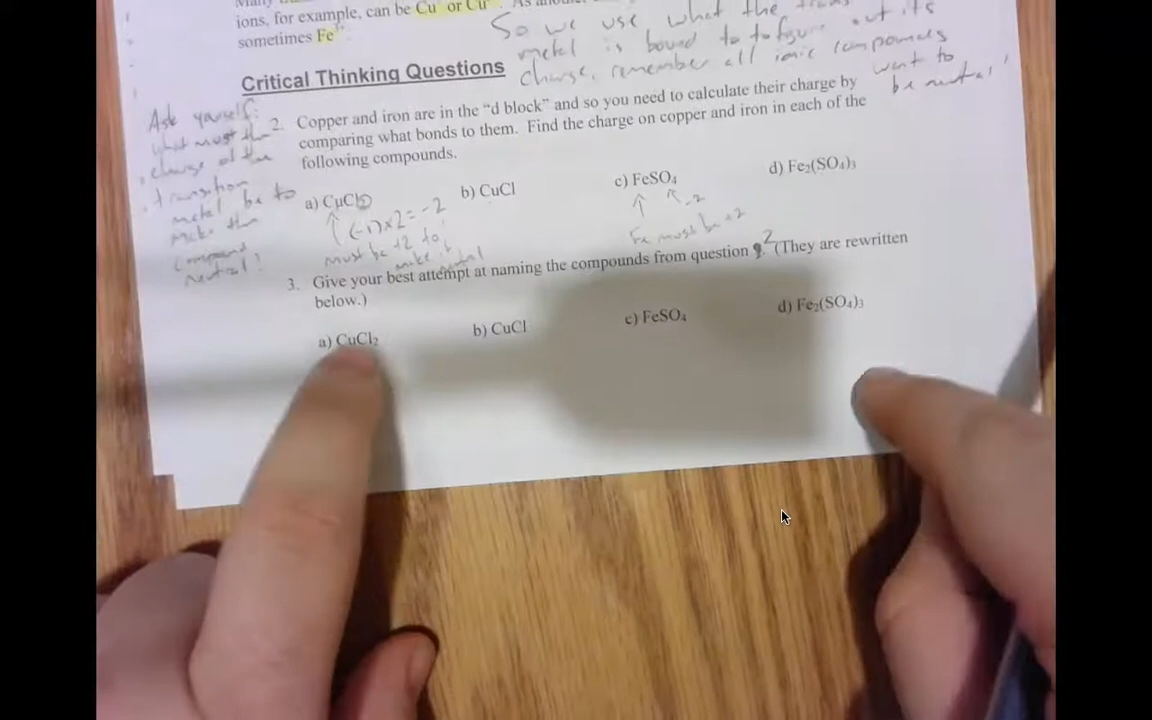 ions, for example, can be Cu or Cu
sometimes Fe
So we use what the
metal is bound to to figure out its
charge, remember all ionic compounds
want to
be neutral!
Critical Thinking Questions
Ask yourself:
what must the
charge of the
transition
metal be to
make the
compound
neutral?
2. Copper and iron are in the “d block” and so you need to calculate their charge by
comparing what bonds to them. Find the charge on copper and iron in each of the
following compounds.
a) CuCl2 b) CuCl c) FeSO4 d) Fe2(SO4)3
(-1)×2=-2
must be +2 to
make it neutral
-2
Fe must be +2
3. Give your best attempt at naming the compounds from question 2 (They are rewritten
below.)
a) CuCl2 b) CuCl c) FeSO4 d) Fe2(SO4)3